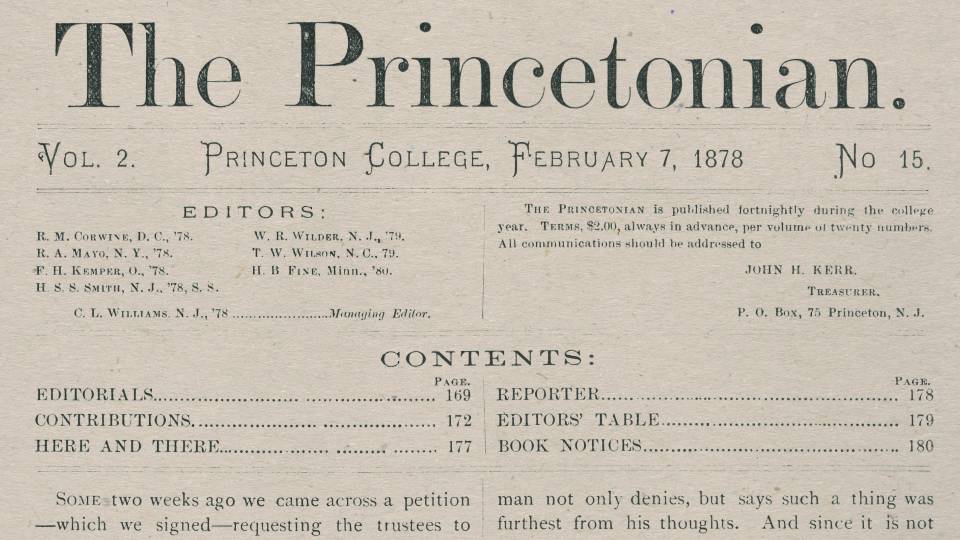 The Princetonian.
VOL. 2. PRINCETON COLLEGE, FEBRUARY 7, 1878 No 15.
EDITORS:
R. M. CORWINE, D. C., '78.
R. A. MAYO, N. Y., '78.
F. H. KEMPER, O., '78.
H. S. S. SMITH, N. J., '78, S. S.
W. R. WILDER, N. J., '79.
T. W. WILSON, N. C., 79.
H. B FINE, Minn., '80.
C. L. WILLIAMS. N. J., '78 ........................Managing Editor.
THE PRINCETONIAN is published fortnightly during the college
year. TERMS, $2.00, always in advance, per volume of twenty numbers.
All communications should be addressed to
JOHN H. KERR.
TREASURER.
P. O. Box, 75 Princeton, N. J.
CONTENTS:
PAGE.
EDITORIALS.................................................. 169
CONTRIBUTIONS........................................... 172
HERE AND THERE...................................... 177
PAGE.
REPORTER.................................................... 178
EDITORS' TABLE.......................................... 179
BOOK NOTICES............................................. 180
SOME two weeks ago we came across a petition
—which we signed—requesting the trustees to
man not only denies, but says such a thing was
furthest from his thoughts. And since it is not